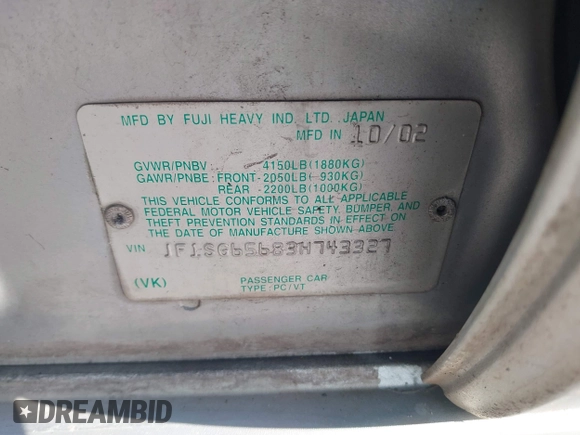 MFD BY FUJI HEAVY IND. LTD. JAPAN
MFD IN 10/02
GVWR/PNBV 4150LB(1880KG)
GAWR/PNBE: FRONT-2050LB( 930KG)
REAR -2200LB(1000KG)
THIS VEHICLE CONFORMS TO ALL APPLICABLE
FEDERAL MOTOR VEHICLE SAFETY, BUMPER, AND
THEFT PREVENTION STANDARDS IN EFFECT ON
THE DATE OF MANUFACTURE SHOWN ABOVE.
VIN JF1SG65683H743327
(VK)
PASSENGER CAR
TYPE:PC/VT
DREAMBID